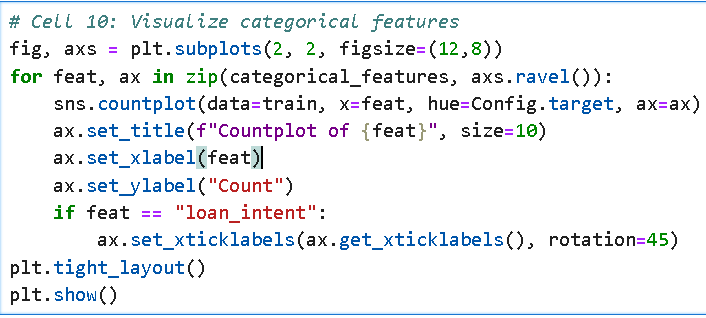 # Cell 10: Visualize categorical features
fig, axs = plt.subplots(2, 2, figsize=(12,8))
for feat, ax in zip(categorical_features, axs.ravel()):
    sns.countplot(data=train, x=feat, hue=Config.target, ax=ax)
    ax.set_title(f"Countplot of {feat}", size=10)
    ax.set_xlabel(feat)
    ax.set_ylabel("Count")
    if feat == "loan_intent":
        ax.set_xticklabels(ax.get_xticklabels(), rotation=45)
plt.tight_layout()
plt.show()